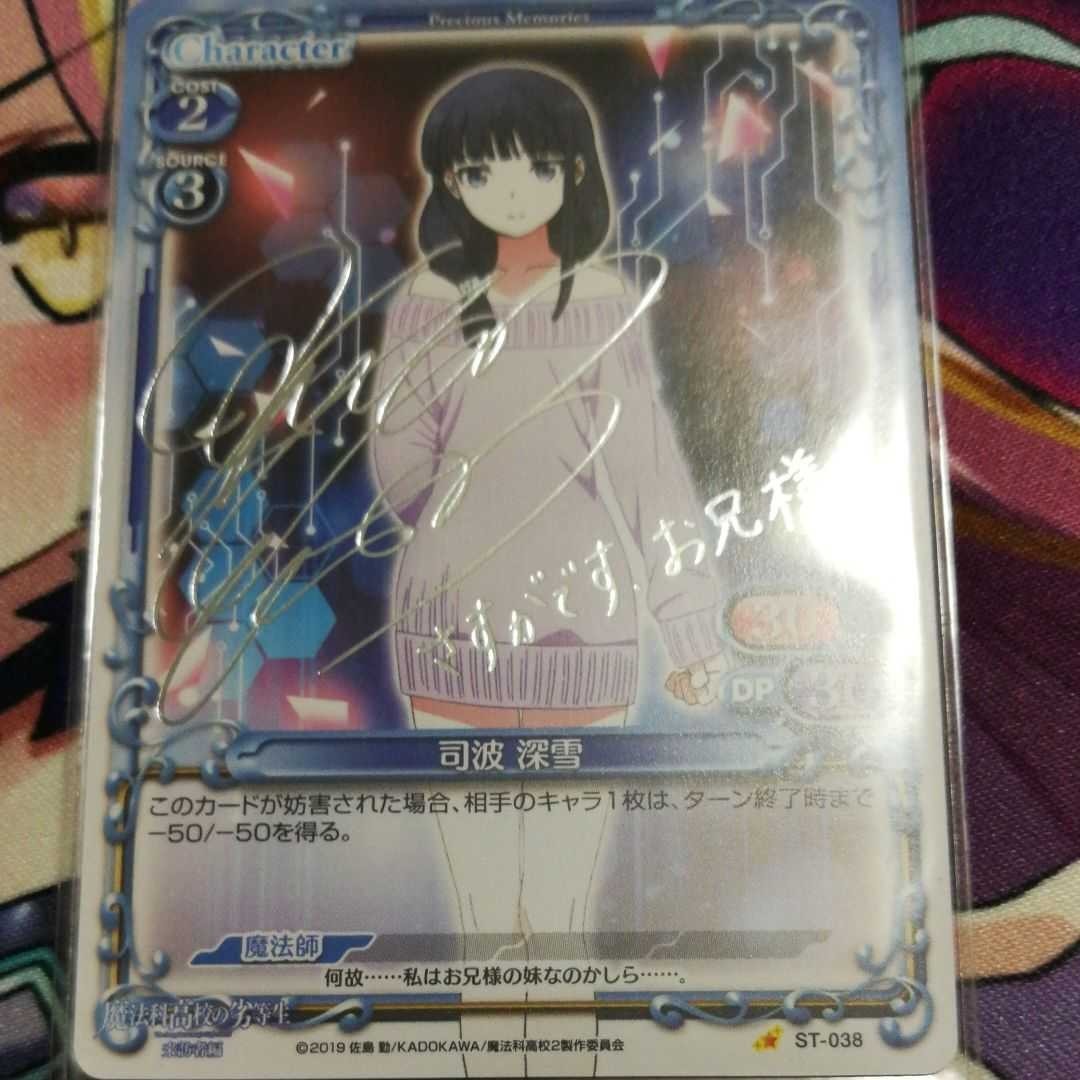 Precious Memories
Character
COST
2
SOURCE
3
さすがです、お兄様
DP
司波 深雪
このカードが妨害された場合、相手のキャラ1枚は、ターン終了時まで
−50/−50を得る。
魔法師
何故……私はお兄様の妹なのかしら……。
魔法科高校の劣等生
来訪者編
©2019 佐島 勤/KADOKAWA/魔法科高校2製作委員会
ST-038